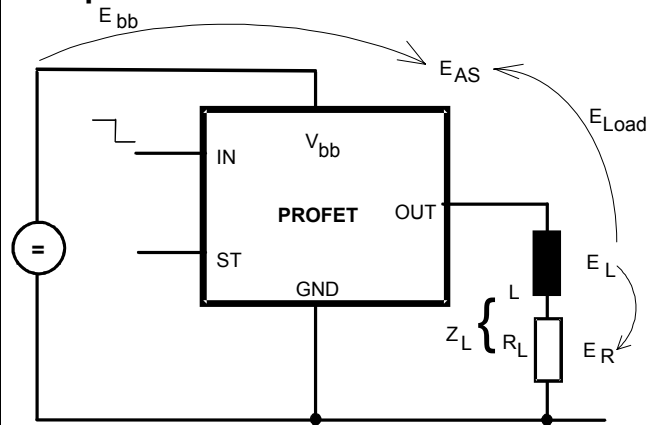 E bb
E AS
E Load
IN
V bb
PROFET
OUT
=
ST
GND
L
E L
Z L { R L
E R